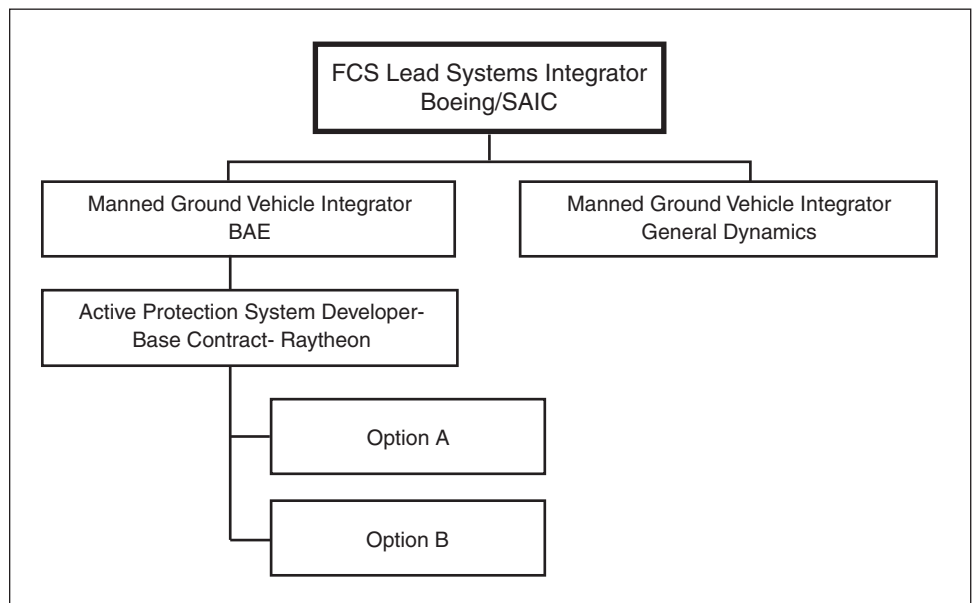 FCS Lead Systems Integrator
Boeing/SAIC
Manned Ground Vehicle Integrator
BAE
Manned Ground Vehicle Integrator
General Dynamics
Active Protection System Developer-
Base Contract- Raytheon
Option A
Option B